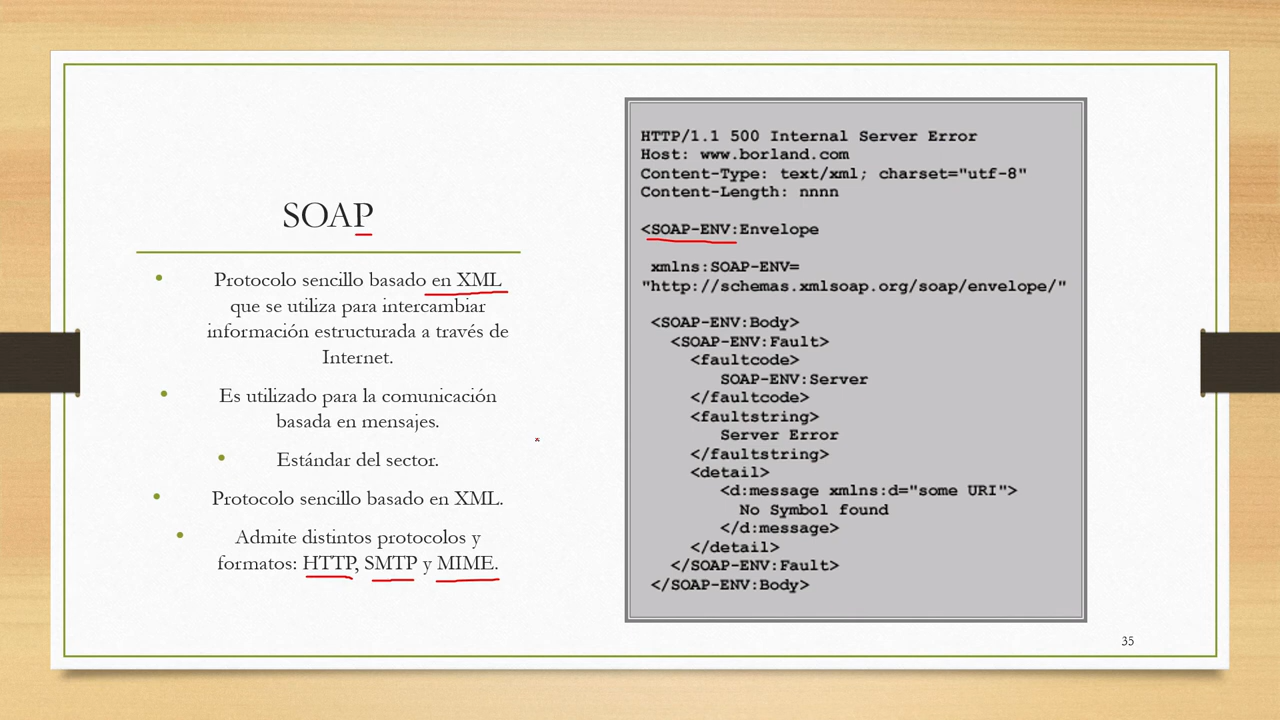 SOAP
Protocolo sencillo basado en XML
que se utiliza para intercambiar
información estructurada a través de
Internet.
Es utilizado para la comunicación
basada en mensajes.
Estándar del sector.
Protocolo sencillo basado en XML.
Admite distintos protocolos y
formatos: HTTP, SMTP y MIME.
HTTP/1.1 500 Internal Server Error
Host: www.borland.com
Content-Type: text/xml; charset="utf-8"
Content-Length: nnnn
<SOAP-ENV:Envelope
xmlns:SOAP-ENV=
"http://schemas.xmlsoap.org/soap/envelope/"
<SOAP-ENV:Body>
<SOAP-ENV:Fault>
<faultcode>
SOAP-ENV:Server
</faultcode>
<faultstring>
Server Error
</faultstring>
<detail>
<d:message xmlns:d="some URI">
No Symbol found
</d:message>
</detail>
</SOAP-ENV:Fault>
</SOAP-ENV:Body>
35